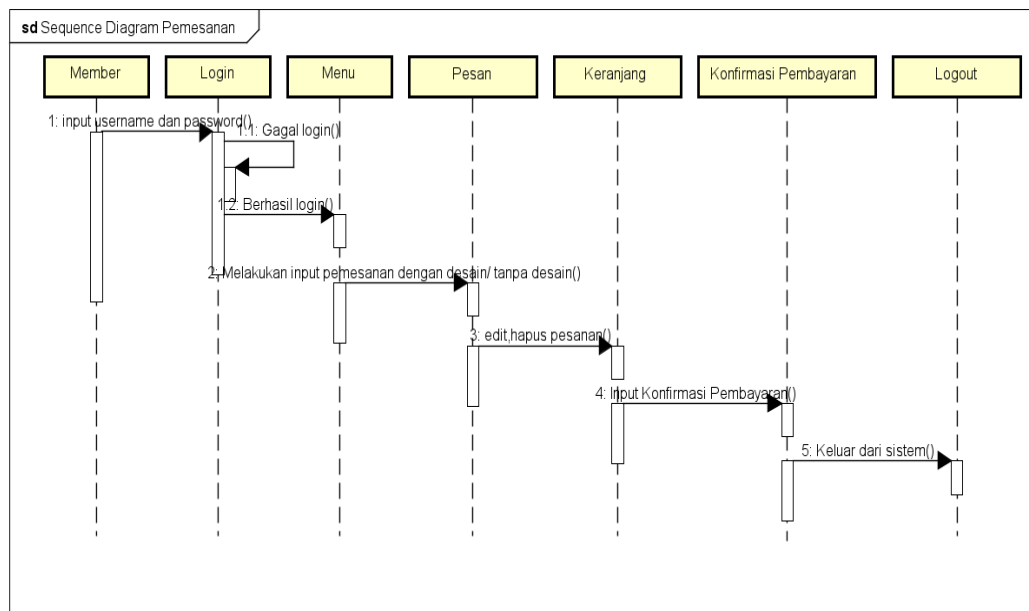 sd Sequence Diagram Pemesanan
Member
Login
Menu
Pesan
Keranjang
Konfirmasi Pembayaran
Logout
1: input username dan password()
1.1: Gagal login()
1.2: Berhasil login()
2: Melakukan input pemesanan dengan desain/ tanpa desain()
3: edit,hapus pesanan()
4: Input Konfirmasi Pembayaran()
5: Keluar dari sistem()